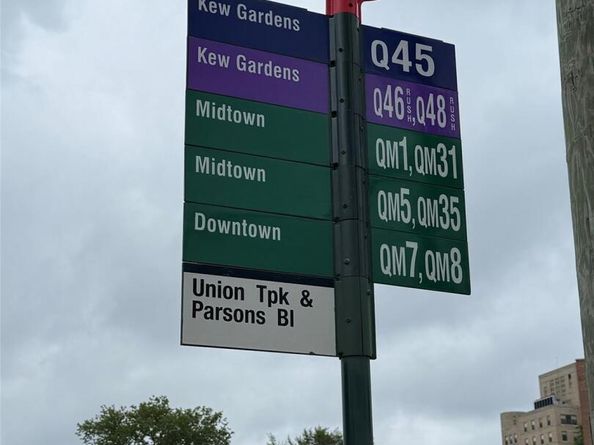 Kew Gardens
Q45
Kew Gardens
Q46 RUSH, Q48 RUSH
Midtown
QM1, QM31
Midtown
QM5, QM35
Downtown
QM7, QM8
Union Tpk &
Parsons Bl